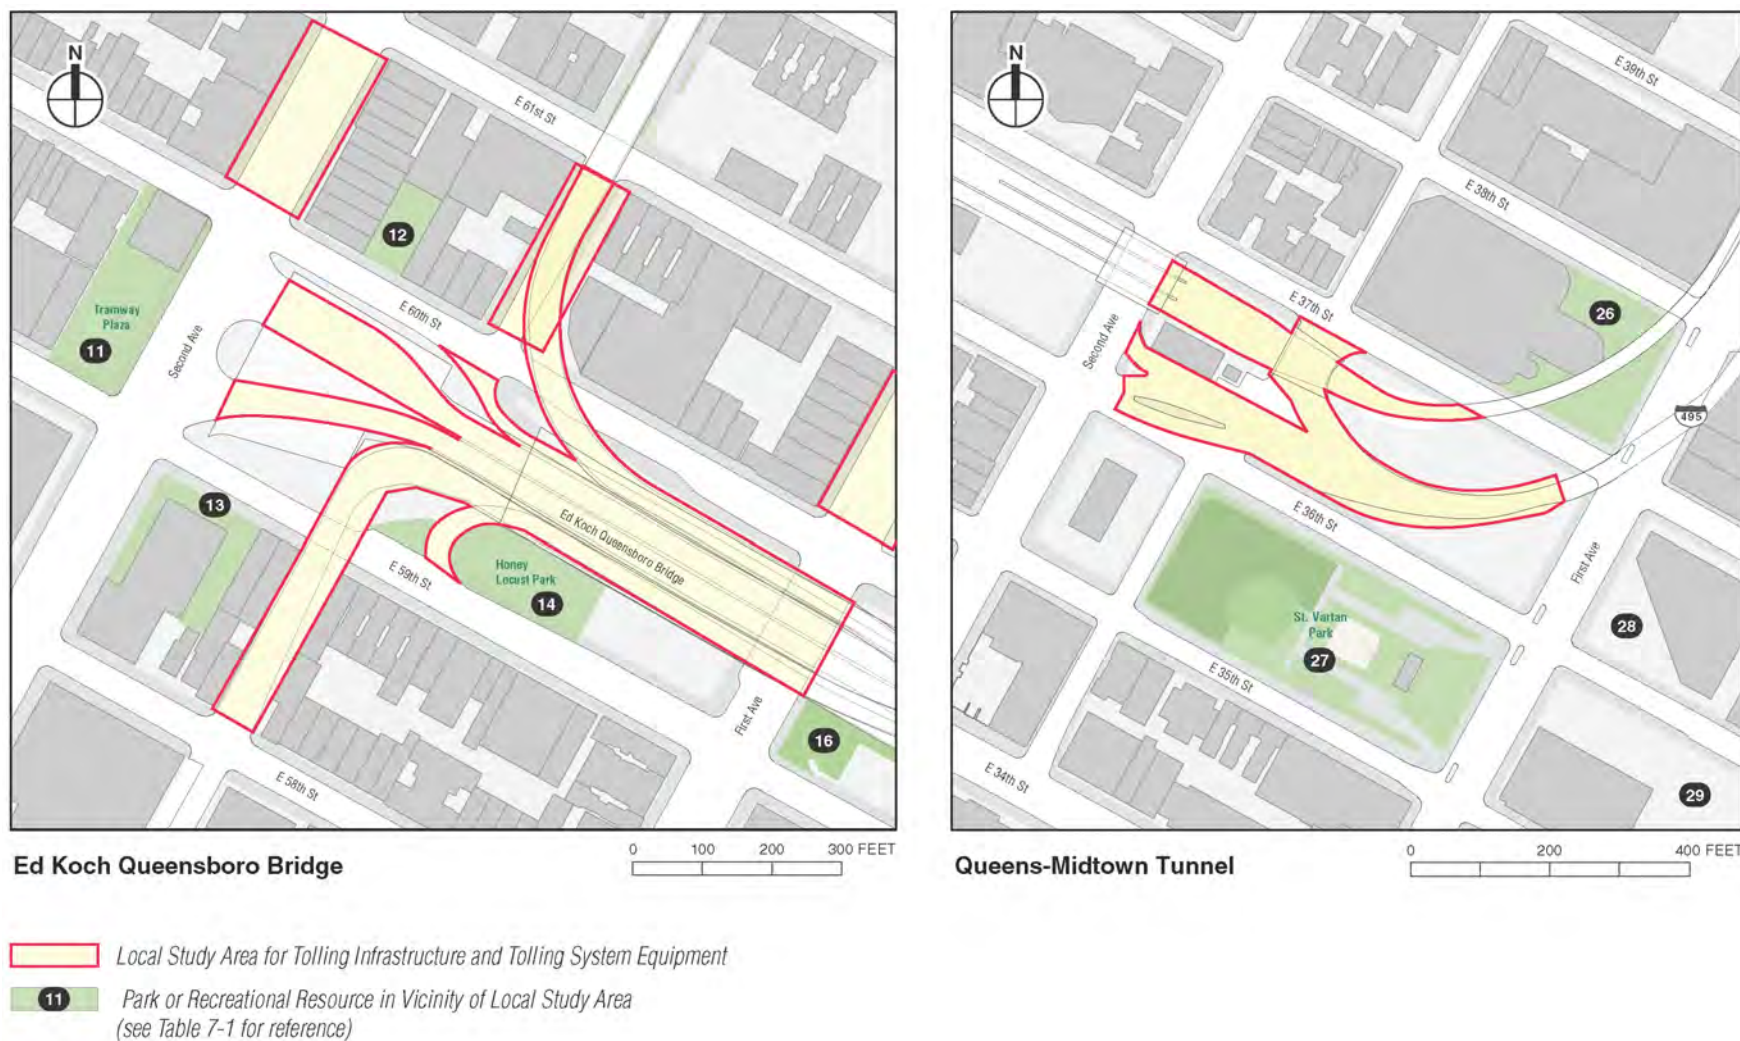 N
E 61st St
12
Tramway
Plaza
11
Second Ave
E 60th St
13
Ed Koch Queensboro Bridge
E 59th St
Honey
Locust Park
14
First Ave
16
E 58th St
Ed Koch Queensboro Bridge
0 100 200 300 FEET
N
E 39th St
E 38th St
E 37th St
26
Second Ave
495
E 36th St
First Ave
St. Vartan
Park
27
28
E 35th St
E 34th St
29
Queens-Midtown Tunnel
0 200 400 FEET
Local Study Area for Tolling Infrastructure and Tolling System Equipment
11 Park or Recreational Resource in Vicinity of Local Study Area
(see Table 7-1 for reference)